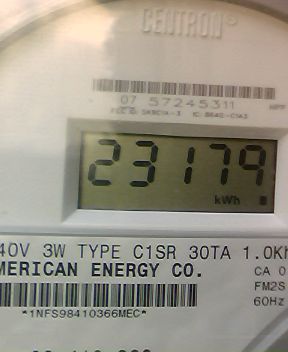 CENTRON®
07 57245311
23179
kWh
40V 3W TYPE C1SR 30TA 1.0Kh
MERICAN ENERGY CO.
CA 0
FM2S
60Hz
*1NFS98410366MEC*